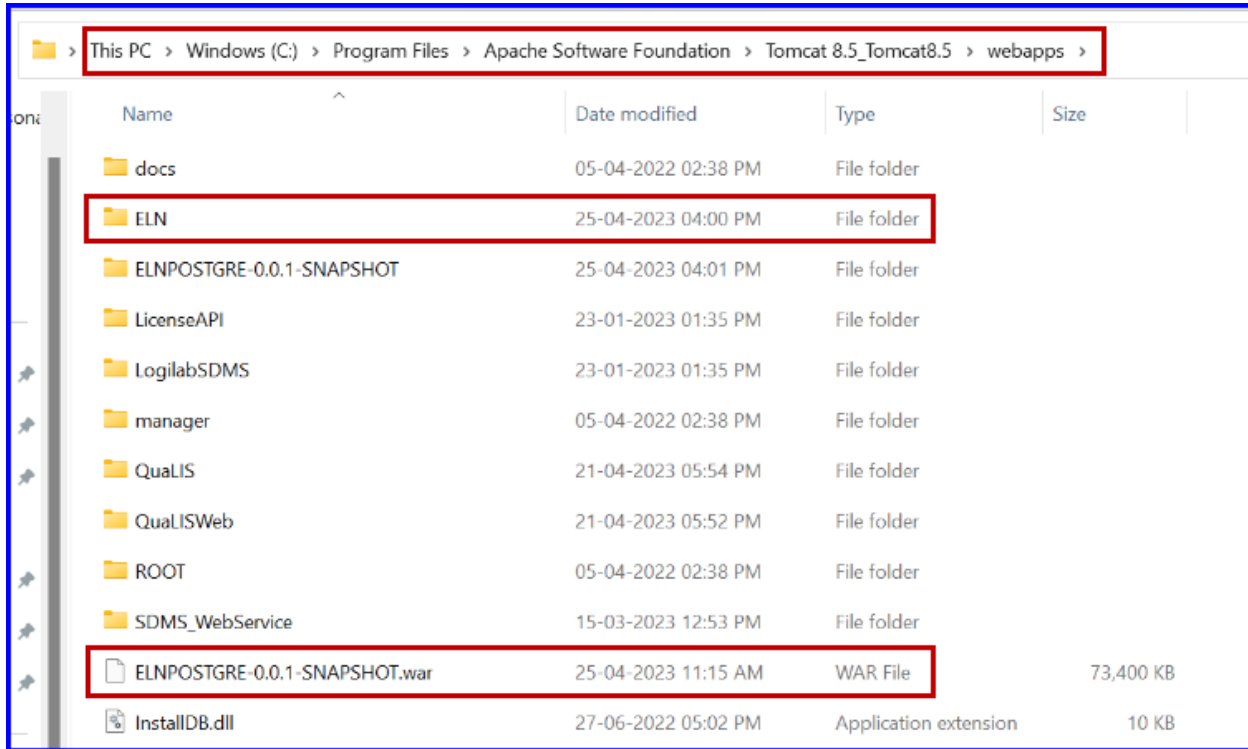 This PC > Windows (C:) > Program Files > Apache Software Foundation > Tomcat 8.5_Tomcat8.5 > webapps >
Name Date modified Type Size
docs 05-04-2022 02:38 PM File folder
ELN 25-04-2023 04:00 PM File folder
ELNPOSTGRE-0.0.1-SNAPSHOT 25-04-2023 04:01 PM File folder
LicenseAPI 23-01-2023 01:35 PM File folder
LogilabSDMS 23-01-2023 01:35 PM File folder
manager 05-04-2022 02:38 PM File folder
QuaLIS 21-04-2023 05:54 PM File folder
QuaLISWeb 21-04-2023 05:52 PM File folder
ROOT 05-04-2022 02:38 PM File folder
SDMS_WebService 15-03-2023 12:53 PM File folder
ELNPOSTGRE-0.0.1-SNAPSHOT.war 25-04-2023 11:15 AM WAR File 73,400 KB
InstallDB.dll 27-06-2022 05:02 PM Application extension 10 KB